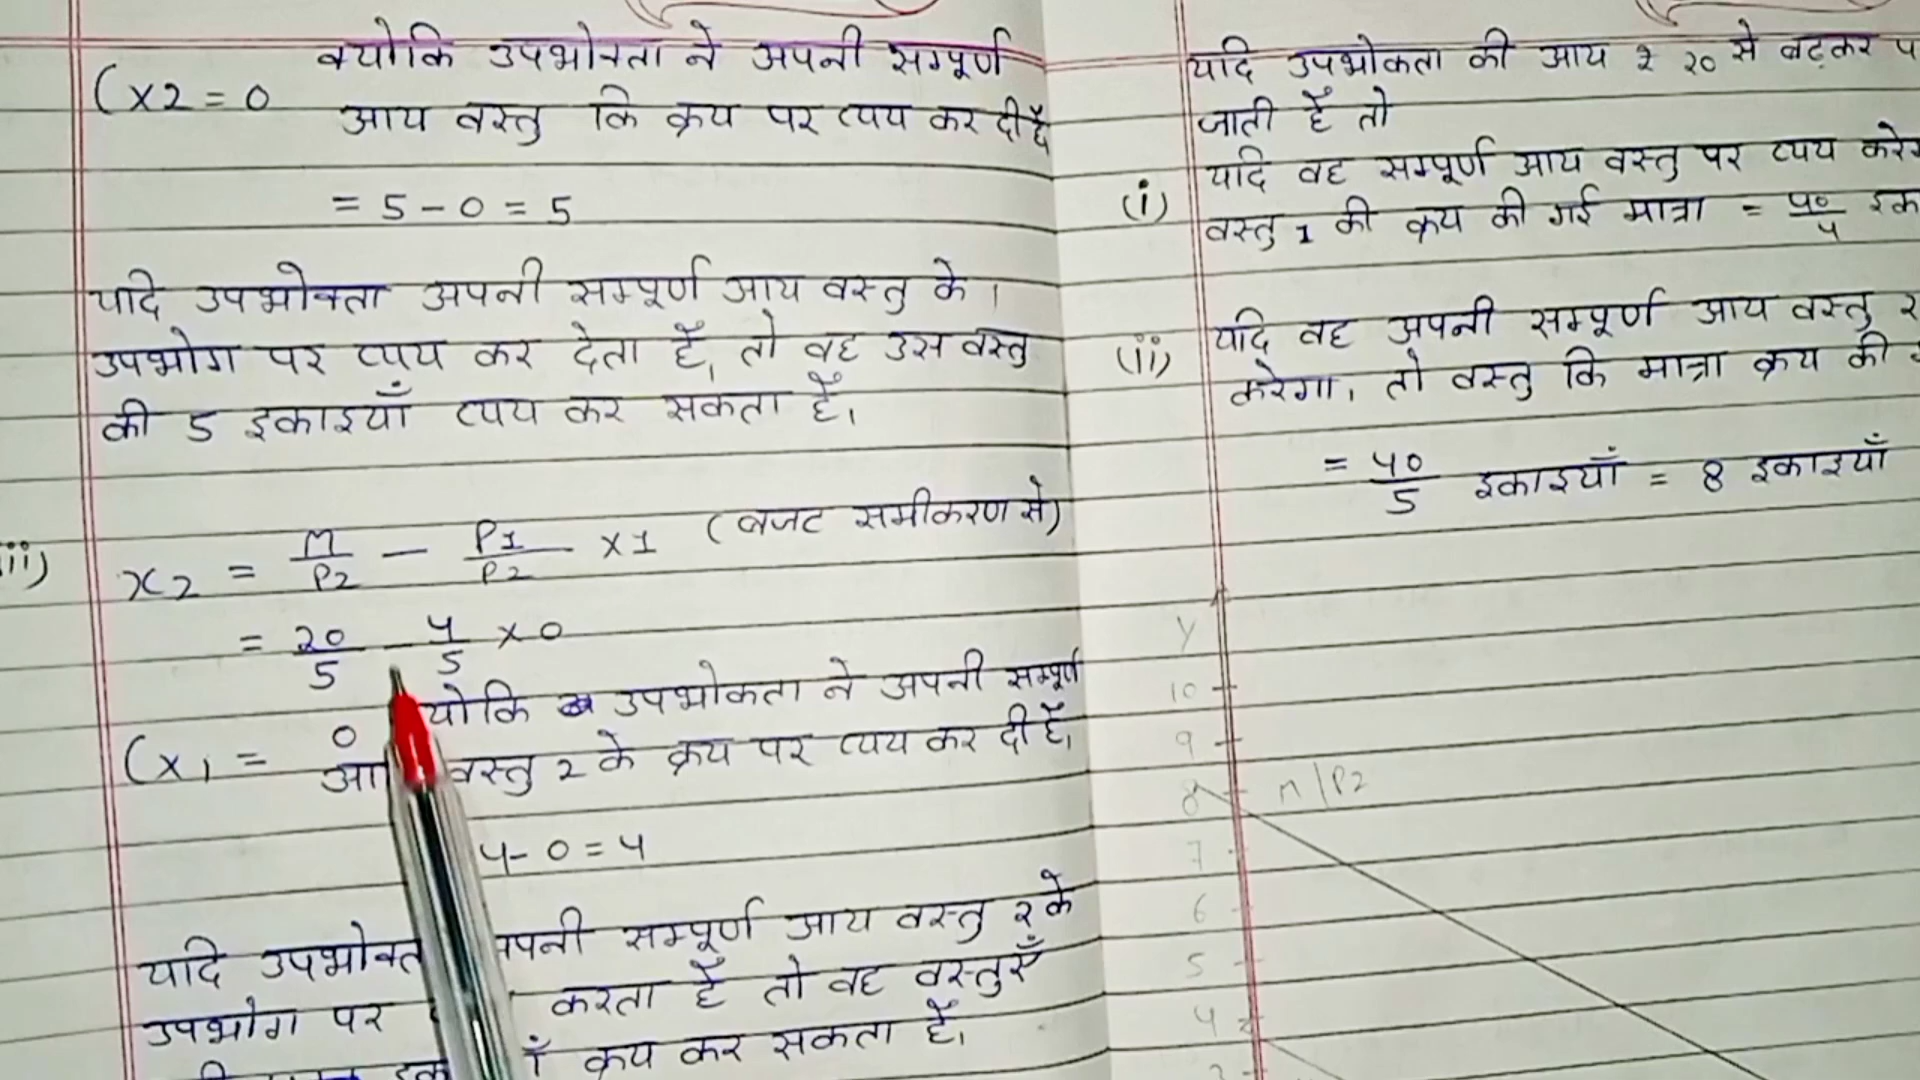 क्योकि उपभोक्ता ने अपनी सम्पूर्ण
(x2 = 0
आय वस्तु कि क्रय पर व्यय कर दी है
= 5 - 0 = 5
यदि उपभोक्ता अपनी सम्पूर्ण आय वस्तु के ।
उपभोग पर व्यय कर देता है, तो वह उस वस्तु
की 5 इकाइयाँ व्यय कर सकता है।
ii) x2 = M/P2 - P1/P2 x1 (बजट समीकरण से)
= 20/5 - 4/5 x 0
योकि उपभोकता ने अपनी सम्पूर्ण
(x1 = 0
वस्तु 2 के क्रय पर व्यय कर दी है,
4 - 0 = 4
यदि उपभोक्त पनी सम्पूर्ण आय वस्तु 2 के
उपभोग पर करता है तो वह वस्तुएँ
क्रय कर सकता है।
यदि उपभोकता की आय ₹ 20 से बढ़कर
जाती है तो
(i) यदि वह सम्पूर्ण आय वस्तु पर व्यय करे
वस्तु 1 की क्रय की गई मात्रा = 40/4 इक
(ii) यदि वह अपनी सम्पूर्ण आय वस्तु 2
करेगा, तो वस्तु कि मात्रा क्रय की
= 40/5 इकाइयाँ = 8 इकाइयाँ
y
10
9
8 m/P2
7
6
5
4